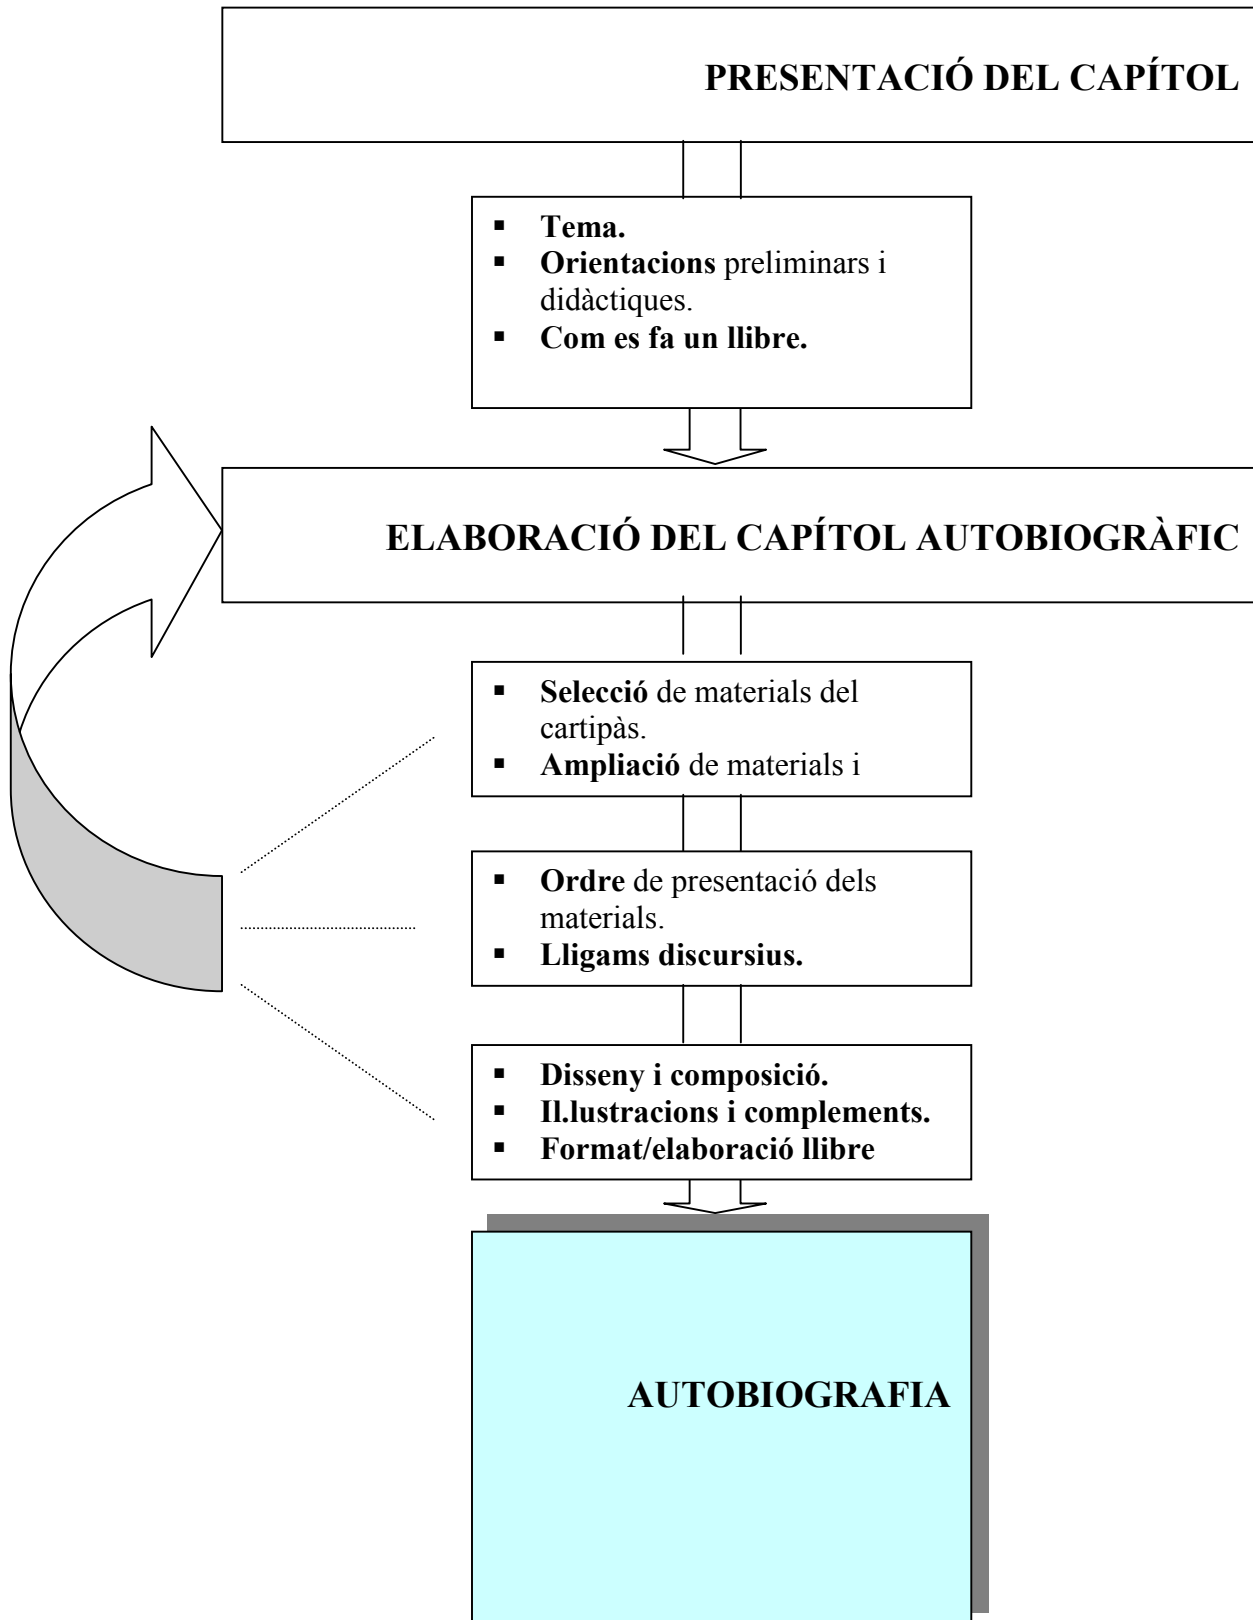 PRESENTACIÓ DEL CAPÍTOL
▪ Tema.
▪ Orientacions preliminars i
didàctiques.
▪ Com es fa un llibre.
ELABORACIÓ DEL CAPÍTOL AUTOBIOGRÀFIC
▪ Selecció de materials del
cartipàs.
▪ Ampliació de materials i
▪ Ordre de presentació dels
materials.
▪ Lligams discursius.
▪ Disseny i composició.
▪ Il.lustracions i complements.
▪ Format/elaboració llibre
AUTOBIOGRAFIA